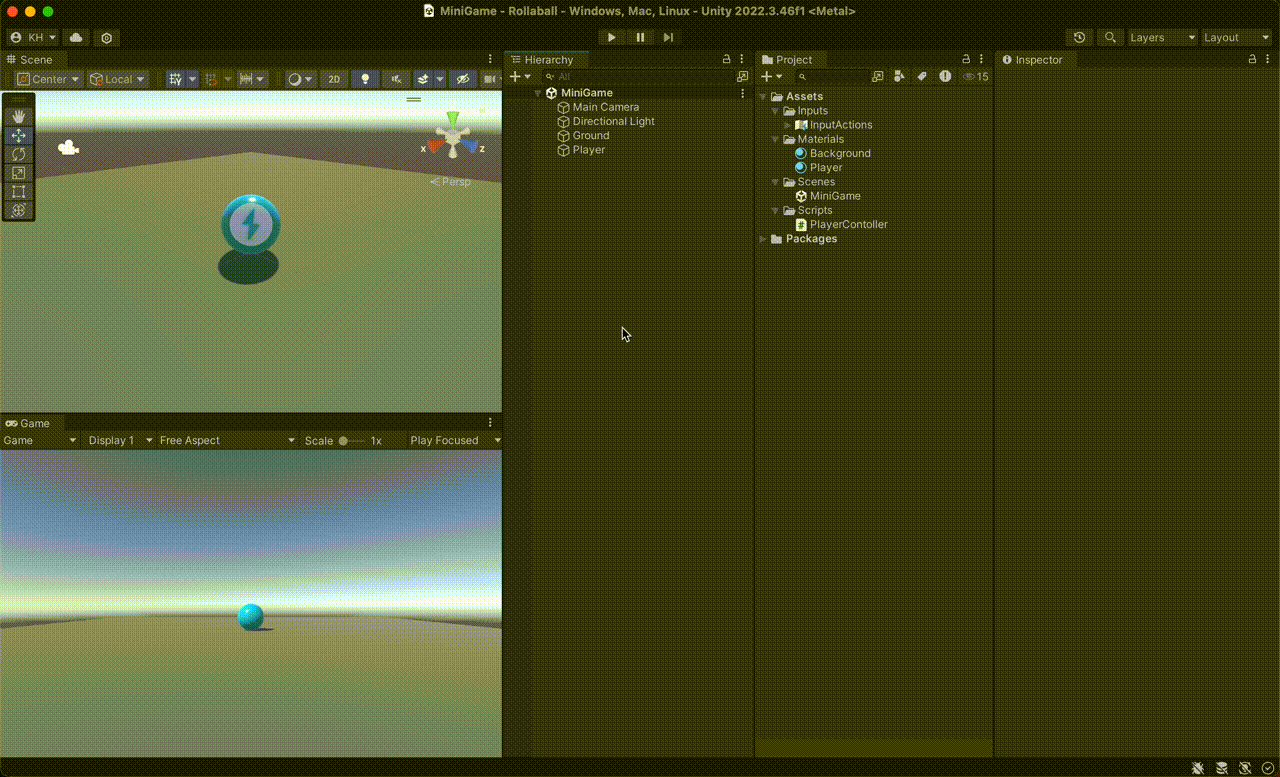 MiniGame - Rollaball - Windows, Mac, Linux - Unity 2022.3.46f1 <Metal>
KH
Layers
Layout
Scene
Hierarchy
Project
Inspector
Center
Local
2D
All
15
x
z
Persp
MiniGame
Main Camera
Directional Light
Ground
Player
Assets
Inputs
InputActions
Materials
Background
Player
Scenes
MiniGame
Scripts
PlayerContoller
Packages
Game
Game
Display 1
Free Aspect
Scale
1x
Play Focused